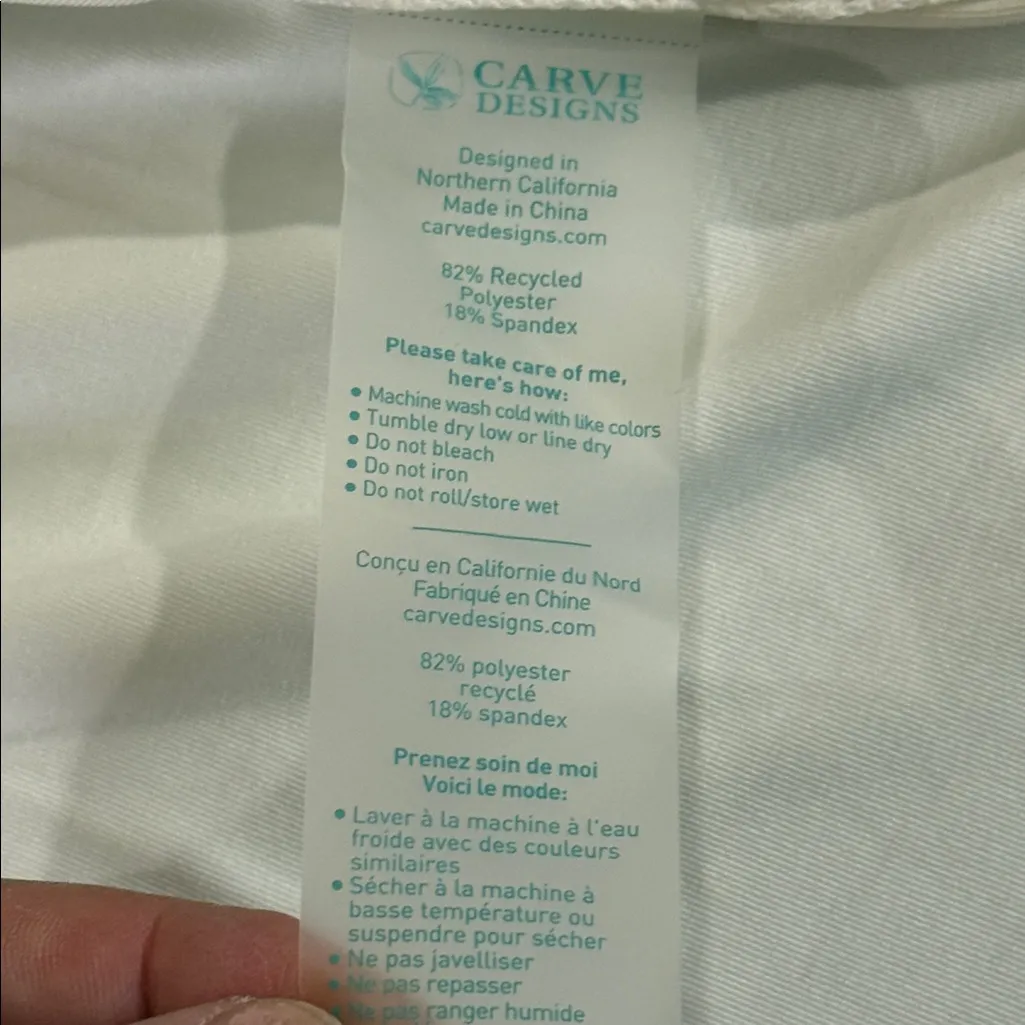 CARVE
DESIGNS
Designed in
Northern California
Made in China
carvedesigns.com
82% Recycled
Polyester
18% Spandex
Please take care of me,
here's how:
• Machine wash cold with like colors
• Tumble dry low or line dry
• Do not bleach
• Do not iron
• Do not roll/store wet
Conçu en Californie du Nord
Fabriqué en Chine
carvedesigns.com
82% polyester
recyclé
18% spandex
Prenez soin de moi
Voici le mode:
• Laver à la machine à l'eau
froide avec des couleurs
similaires
• Sécher à la machine à
basse température ou
suspendre pour sécher
• Ne pas javelliser
• Ne pas repasser
• Ne pas ranger humide